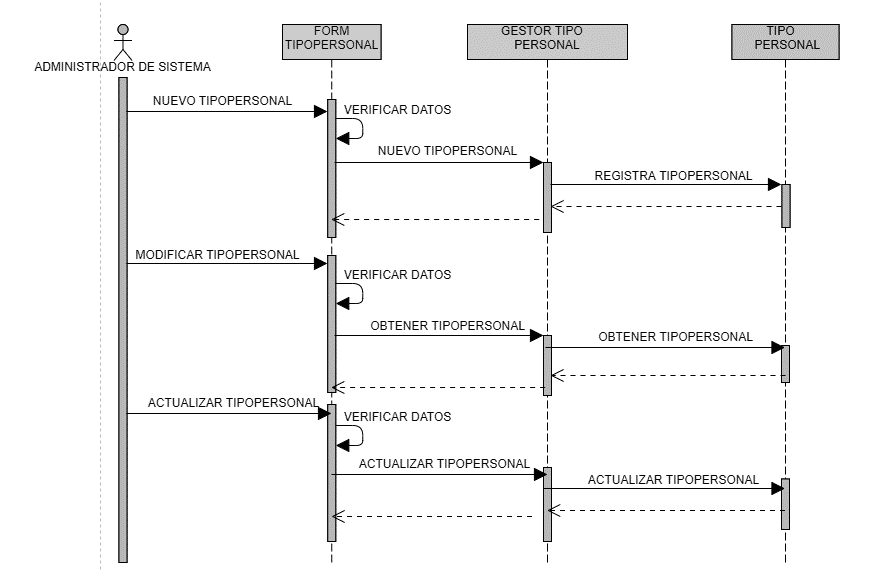 FORM
TIPOPERSONAL
GESTOR TIPO
PERSONAL
TIPO
PERSONAL
ADMINISTRADOR DE SISTEMA
NUEVO TIPOPERSONAL
VERIFICAR DATOS
NUEVO TIPOPERSONAL
REGISTRA TIPOPERSONAL
MODIFICAR TIPOPERSONAL
VERIFICAR DATOS
OBTENER TIPOPERSONAL
OBTENER TIPOPERSONAL
ACTUALIZAR TIPOPERSONAL
VERIFICAR DATOS
ACTUALIZAR TIPOPERSONAL
ACTUALIZAR TIPOPERSONAL